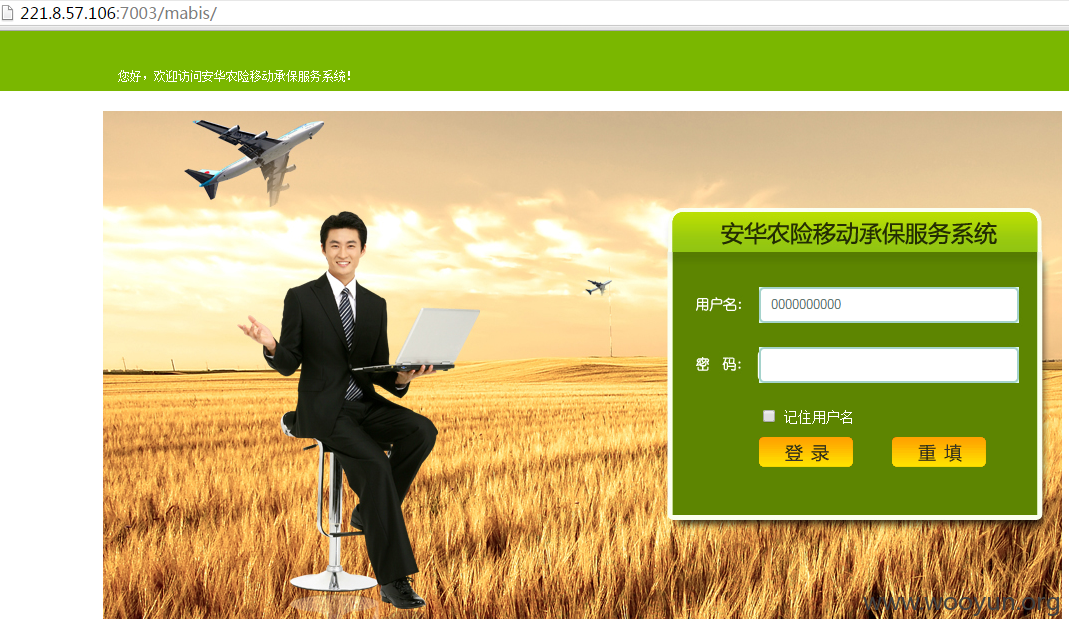 221.8.57.106:7003/mabis/
您好，欢迎访问安华农险移动承保服务系统！
安华农险移动承保服务系统
用户名： 0000000000
密 码：
记住用户名
登 录 重 填
www.wooyun.org